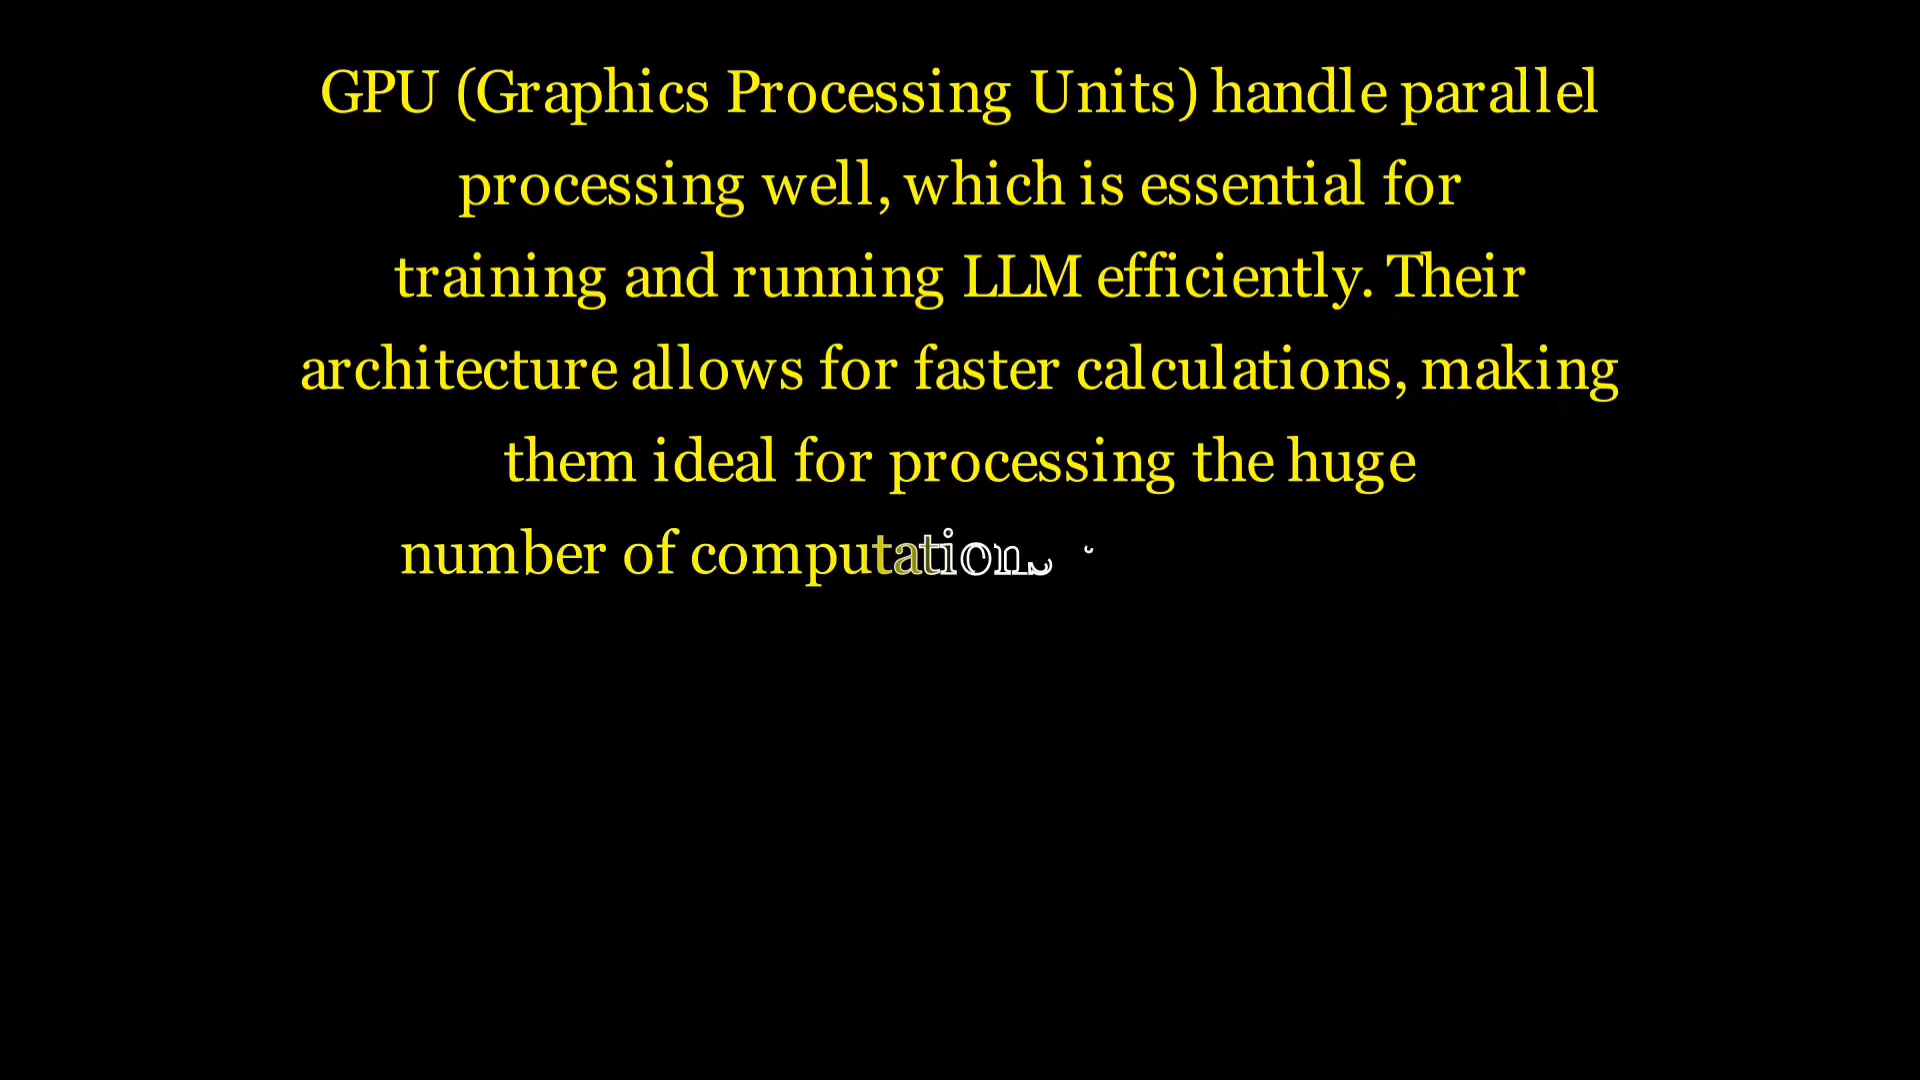 GPU (Graphics Processing Units) handle parallel
processing well, which is essential for
training and running LLM efficiently. Their
architecture allows for faster calculations, making
them ideal for processing the huge
number of computations